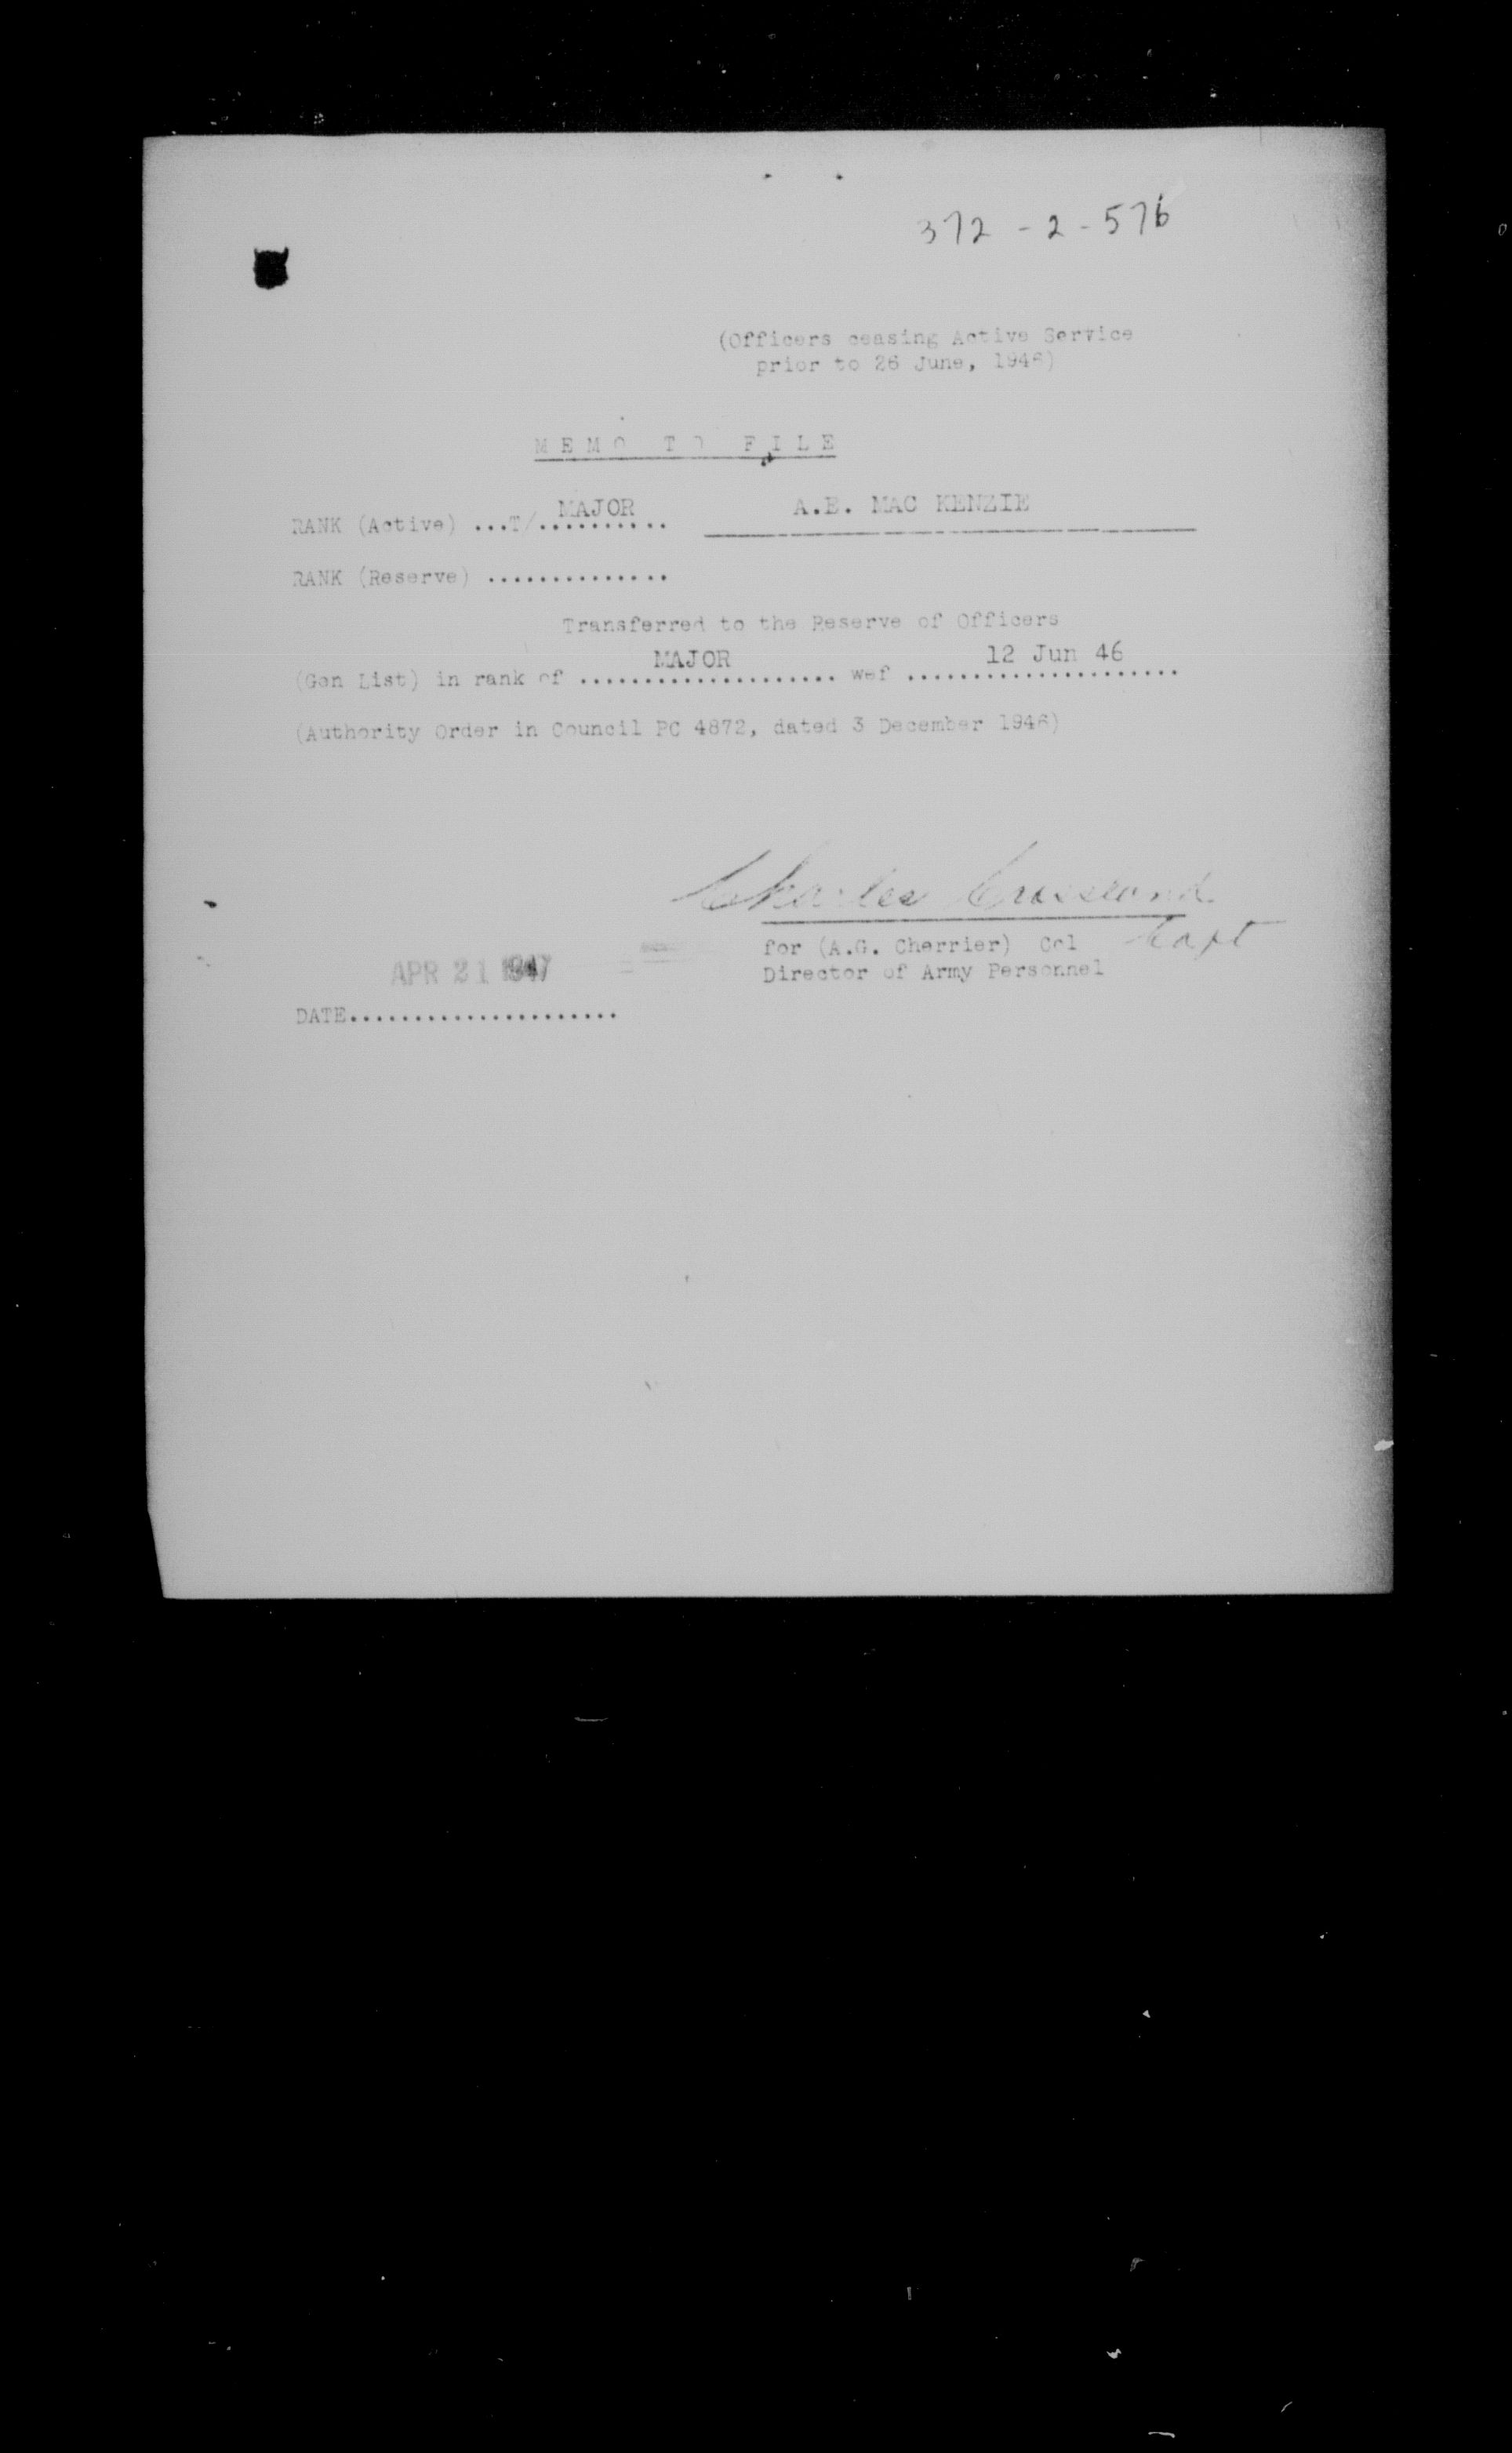 372-2-576
(Officers ceasing Active Service
prior to 26 June, 1946)
MEMO TO FILE
RANK (Active) ...T/.MAJOR......... A.E. MAC KENZIE
RANK (Reserve) ..............
Transferred to the Reserve of Officers
(Gen List) in rank of ....MAJOR.... wef ....12 Jun 46....
(Authority Order in Council PC 4872, dated 3 December 1946)
Charles Crossland
Capt
for (A.G. Cherrier) Col
Director of Army Personnel
APR 21 1947
DATE.....................